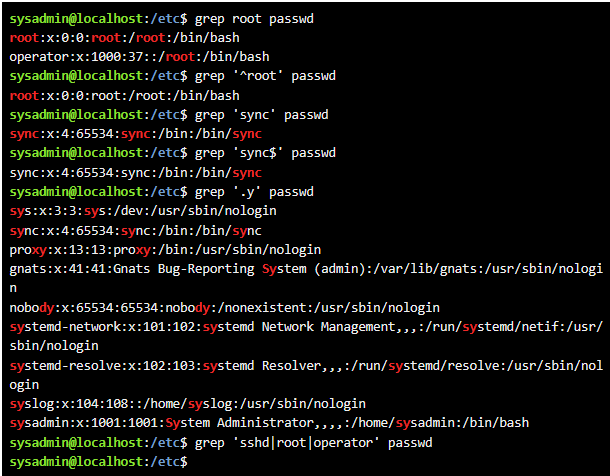 sysadmin@localhost:/etc$ grep root passwd
root:x:0:0:root:/root:/bin/bash
operator:x:1000:37::/root:/bin/bash
sysadmin@localhost:/etc$ grep '^root' passwd
root:x:0:0:root:/root:/bin/bash
sysadmin@localhost:/etc$ grep 'sync' passwd
sync:x:4:65534:sync:/bin:/bin/sync
sysadmin@localhost:/etc$ grep 'sync$' passwd
sync:x:4:65534:sync:/bin:/bin/sync
sysadmin@localhost:/etc$ grep '.y' passwd
sys:x:3:3:sys:/dev:/usr/sbin/nologin
sync:x:4:65534:sync:/bin:/bin/sync
proxy:x:13:13:proxy:/bin:/usr/sbin/nologin
gnats:x:41:41:Gnats Bug-Reporting System (admin):/var/lib/gnats:/usr/sbin/nologi
n
nobody:x:65534:65534:nobody:/nonexistent:/usr/sbin/nologin
systemd-network:x:101:102:systemd Network Management,,,:/run/systemd/netif:/usr/
sbin/nologin
systemd-resolve:x:102:103:systemd Resolver,,,:/run/systemd/resolve:/usr/sbin/nol
ogin
syslog:x:104:108::/home/syslog:/usr/sbin/nologin
sysadmin:x:1001:1001:System Administrator,,,,:/home/sysadmin:/bin/bash
sysadmin@localhost:/etc$ grep 'sshd|root|operator' passwd
sysadmin@localhost:/etc$